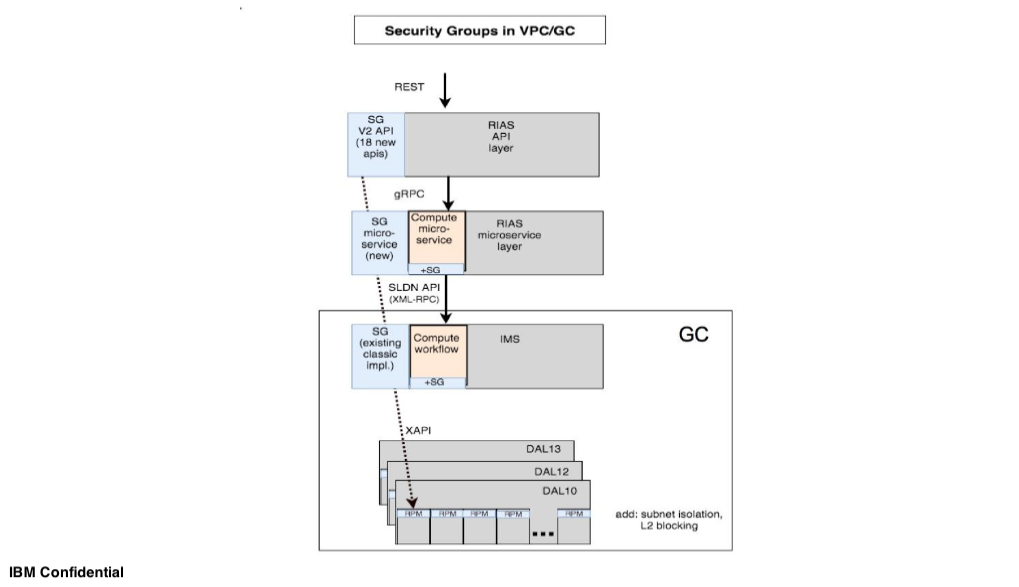 Security Groups in VPC/GC
REST
SG
V2 API
(18 new
apis)
RIAS
API
layer
gRPC
SG
micro-
service
(new)
Compute
micro-
service
+SG
RIAS
microservice
layer
SLDN API
(XML-RPC)
GC
SG
(existing
classic
impl.)
Compute
workflow
+SG
IMS
XAPI
DAL13
DAL12
DAL10
RPM
RPM
RPM
RPM
RPM
add: subnet isolation,
L2 blocking
IBM Confidential